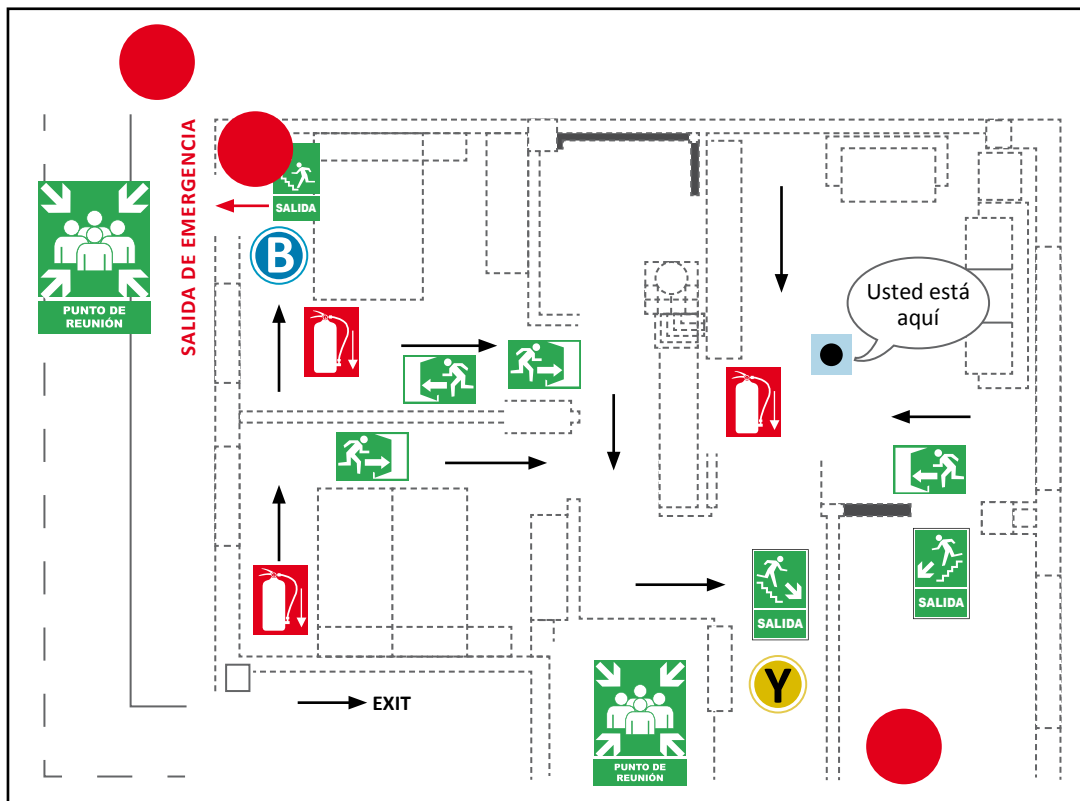 SALIDA DE EMERGENCIA
SALIDA
B
PUNTO DE
REUNIÓN
Usted está
aquí
SALIDA
SALIDA
Y
EXIT
PUNTO DE
REUNIÓN